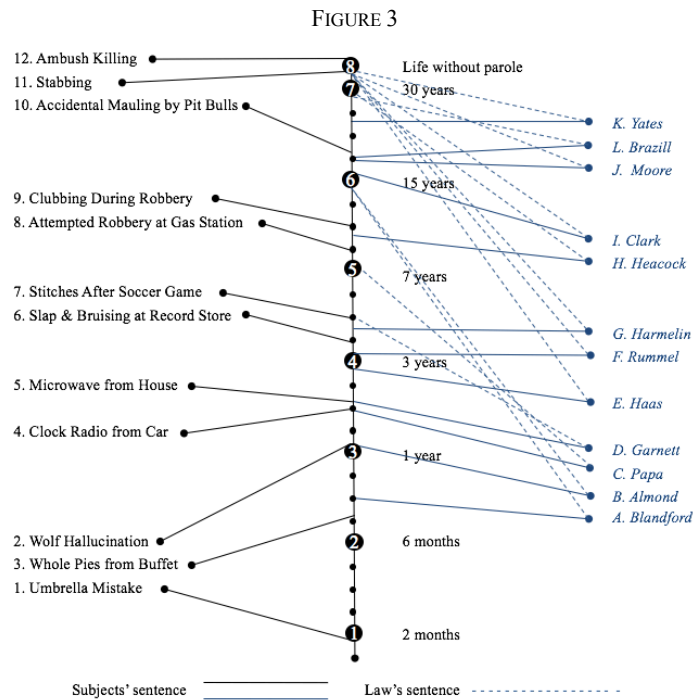 FIGURE 3
12. Ambush Killing
11. Stabbing
10. Accidental Mauling by Pit Bulls
9. Clubbing During Robbery
8. Attempted Robbery at Gas Station
7. Stitches After Soccer Game
6. Slap & Bruising at Record Store
5. Microwave from House
4. Clock Radio from Car
2. Wolf Hallucination
3. Whole Pies from Buffet
1. Umbrella Mistake
8
7
6
5
4
3
2
1
Life without parole
30 years
15 years
7 years
3 years
1 year
6 months
2 months
K. Yates
L. Brazill
J. Moore
I. Clark
H. Heacock
G. Harmelin
F. Rummel
E. Haas
D. Garnett
C. Papa
B. Almond
A. Blandford
Subjects' sentence
Law's sentence